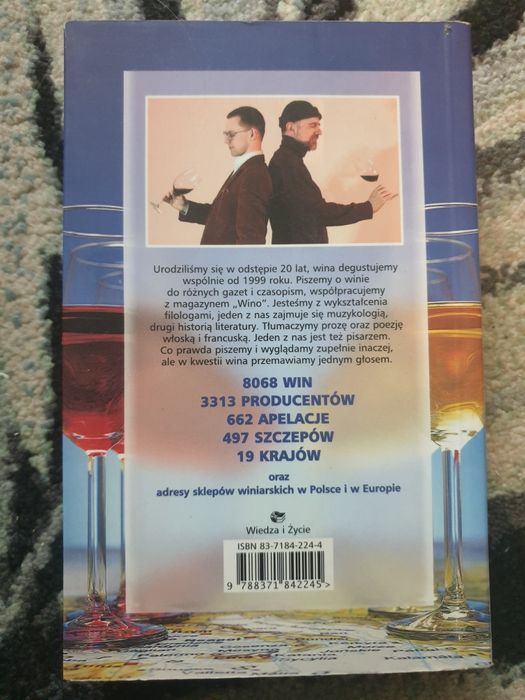 Urodziliśmy się w odstępie 20 lat, wina degustujemy
wspólnie od 1999 roku. Piszemy o winie
do różnych gazet i czasopism, współpracujemy
z magazynem „Wino”. Jesteśmy z wykształcenia
filologami, jeden z nas zajmuje się muzykologią,
drugi historią literatury. Tłumaczymy prozę oraz poezję
włoską i francuską. Jeden z nas jest też pisarzem.
Co prawda piszemy i wyglądamy zupełnie inaczej,
ale w kwestii wina przemawiamy jednym głosem.
8068 WIN
3313 PRODUCENTÓW
662 APELACJE
497 SZCZEPÓW
19 KRAJÓW
oraz
adresy sklepów winiarskich w Polsce i w Europie
Wiedza i Życie
ISBN 83-7184-224-4
9 788371 842245 >